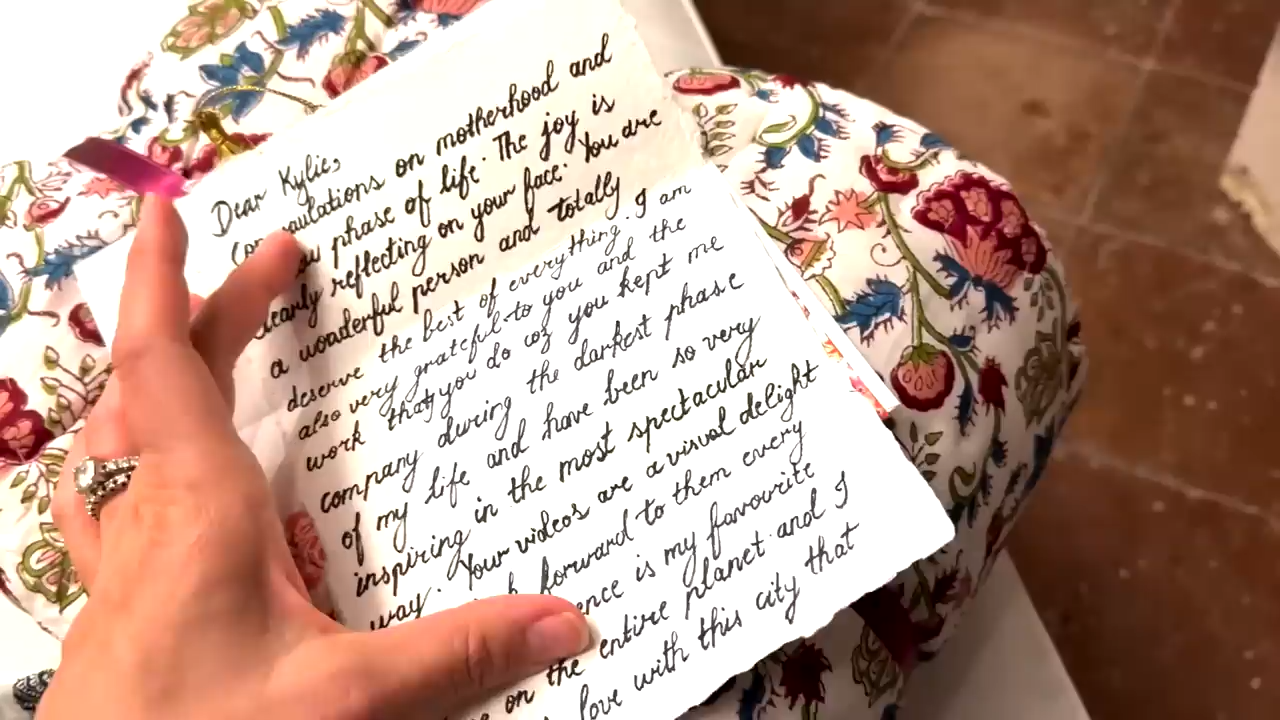 Dear Kylie,
on motherhood and
phase of life. The joy is
reflecting on your face. You are
a wonderful person and totally
deserve the best of everything. I am
also very grateful to you and the
work that you do coz you kept me
company during the darkest phase
of my life and have been so very
inspiring in the most spectacular
way. Your videos are a visual delight
forward to them every
is my favourite
on the entire planet and I
love with this city that